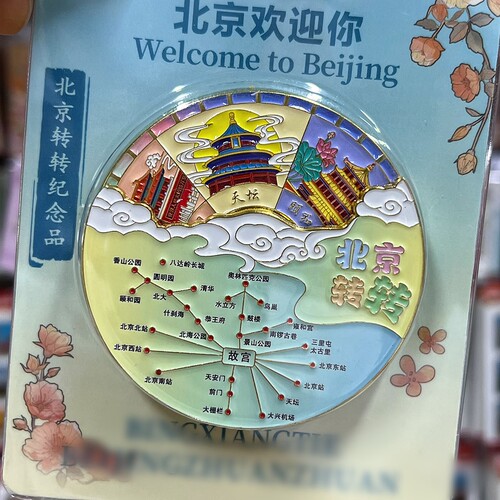 北京欢迎你
Welcome to Beijing
北京转转纪念品
天坛
北京
转转
香山公园
八达岭长城
圆明园
奥林匹克公园
颐和园
北大
清华
水立方
鸟巢
什刹海
恭王府
鼓楼
雍和宫
北京北站
北海公园
南锣古巷
景山公园
三里屯
太古里
北京西站
故宫
北京东站
北京南站
天安门
北京站
前门
天坛
大栅栏
大兴机场